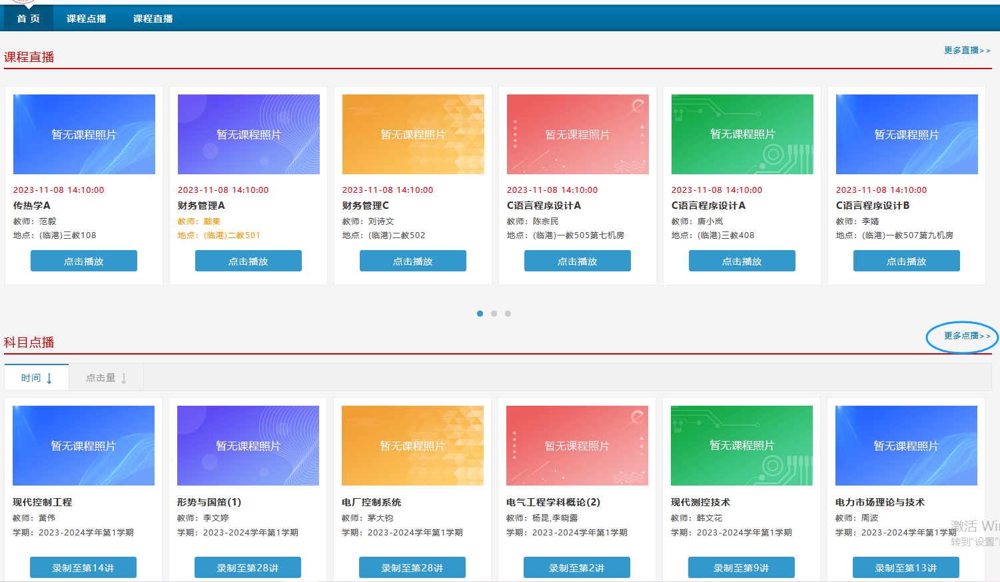 首 页 课程点播 课程直播
课程直播
更多直播>>
暂无课程照片 暂无课程照片 暂无课程照片 暂无课程照片 暂无课程照片 暂无课程照片
2023-11-08 14:10:00 2023-11-08 14:10:00 2023-11-08 14:10:00 2023-11-08 14:10:00 2023-11-08 14:10:00 2023-11-08 14:10:00
传热学A 财务管理A 财务管理C C语言程序设计A C语言程序设计A C语言程序设计B
教师：范毅 教师：戴秦 教师：刘诗文 教师：陈宗民 教师：唐小岚 教师：李婧
地点：(临港)三教108 地点：(临港)二教501 地点：(临港)二教502 地点：(临港)一教505第七机房 地点：(临港)三教408 地点：(临港)一教507第九机房
点击播放 点击播放 点击播放 点击播放 点击播放 点击播放
科目点播
更多点播>>
时间 ↓ 点击量 ↓
暂无课程照片 暂无课程照片 暂无课程照片 暂无课程照片 暂无课程照片 暂无课程照片
现代控制工程 形势与国策(1) 电厂控制系统 电气工程学科概论(2) 现代测控技术 电力市场理论与技术
教师：黄伟 教师：李文婷 教师：茅大钧 教师：杨昆,李晓露 教师：韩文花 教师：周波
学期：2023-2024学年第1学期 学期：2023-2024学年第1学期 学期：2023-2024学年第1学期 学期：2023-2024学年第1学期 学期：2023-2024学年第1学期 学期：2023-2024学年第1学期
激活 Win
转到"设置"
录制至第14讲 录制至第28讲 录制至第28讲 录制至第2讲 录制至第9讲 录制至第13讲